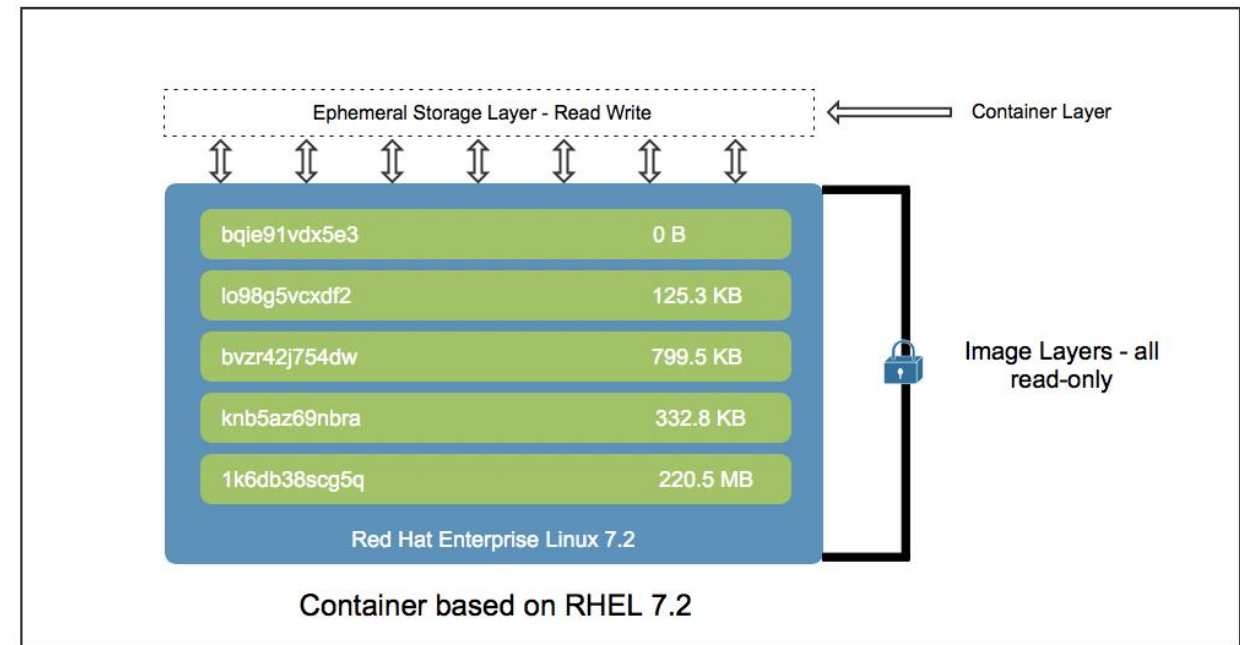 Ephemeral Storage Layer - Read Write
Container Layer
bqie91vdx5e3 0 B
lo98g5vcxdf2 125.3 KB
bvzr42j754dw 799.5 KB
knb5az69nbra 332.8 KB
1k6db38scg5q 220.5 MB
Image Layers - all
read-only
Red Hat Enterprise Linux 7.2
Container based on RHEL 7.2